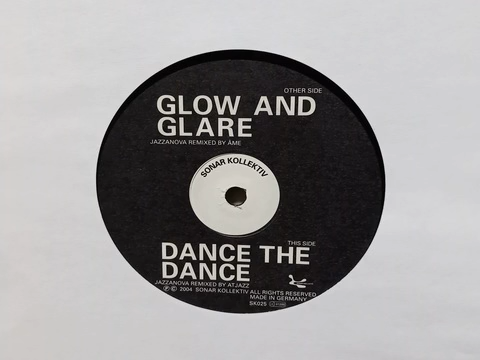 OTHER SIDE
GLOW AND
GLARE
JAZZANOVA REMIXED BY ÂME
SONAR KOLLEKTIV
THIS SIDE
DANCE THE
DANCE
JAZZANOVA REMIXED BY ATJAZZ
℗ © 2004 SONAR KOLLEKTIV ALL RIGHTS RESERVED
MADE IN GERMANY
SK025